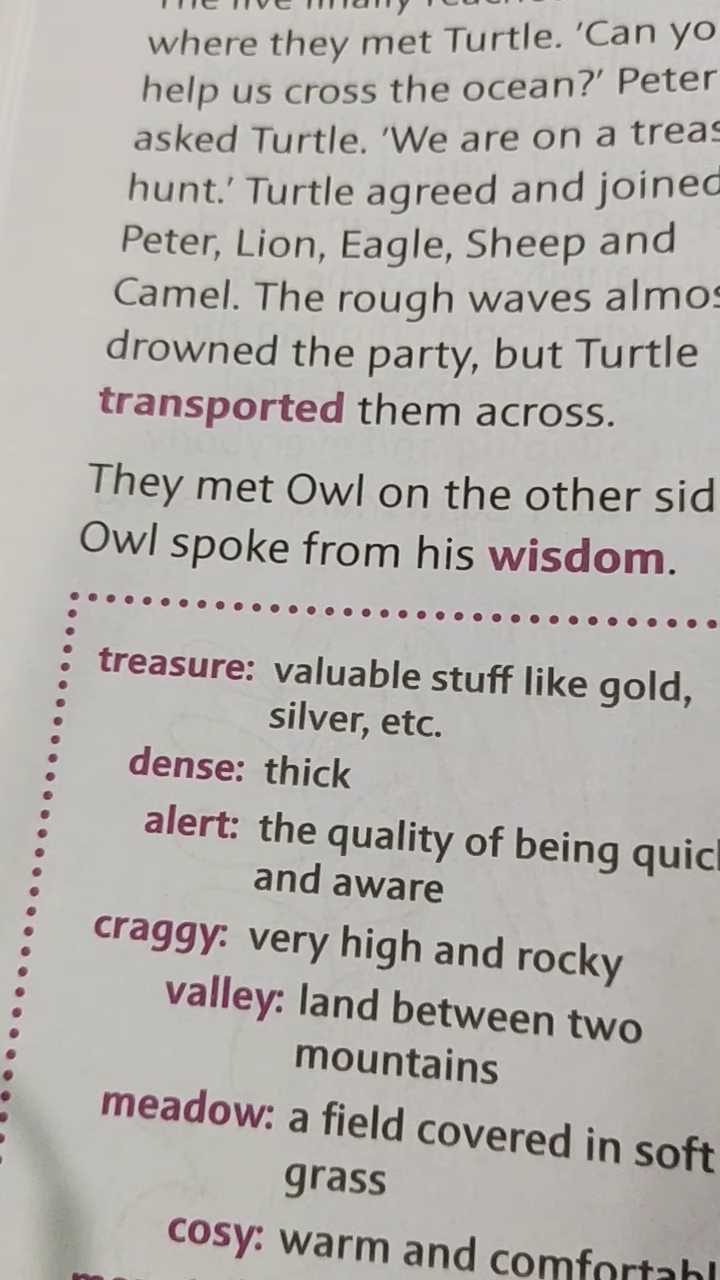 where they met Turtle. 'Can yo
help us cross the ocean?' Peter
asked Turtle. 'We are on a treas
hunt.' Turtle agreed and joined
Peter, Lion, Eagle, Sheep and
Camel. The rough waves almos
drowned the party, but Turtle
transported them across.
They met Owl on the other sid
Owl spoke from his wisdom.
treasure: valuable stuff like gold,
silver, etc.
dense: thick
alert: the quality of being quic
and aware
craggy: very high and rocky
valley: land between two
mountains
meadow: a field covered in soft
grass
cosy: warm and comfortabl